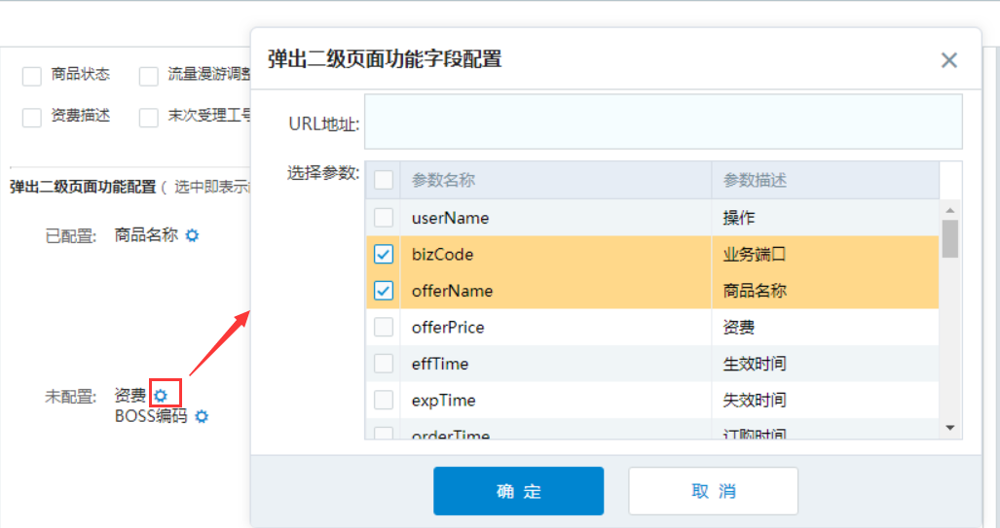 弹出二级页面功能字段配置
商品状态 流量漫游调整
资费描述 末次受理工号
URL地址:
选择参数: 参数名称 参数描述
弹出二级页面功能配置（ 选中即表示
userName 操作
已配置: 商品名称
bizCode 业务端口
offerName 商品名称
offerPrice 资费
effTime 生效时间
未配置: 资费
expTime 失效时间
BOSS编码
orderTime 订购时间
确 定 取 消